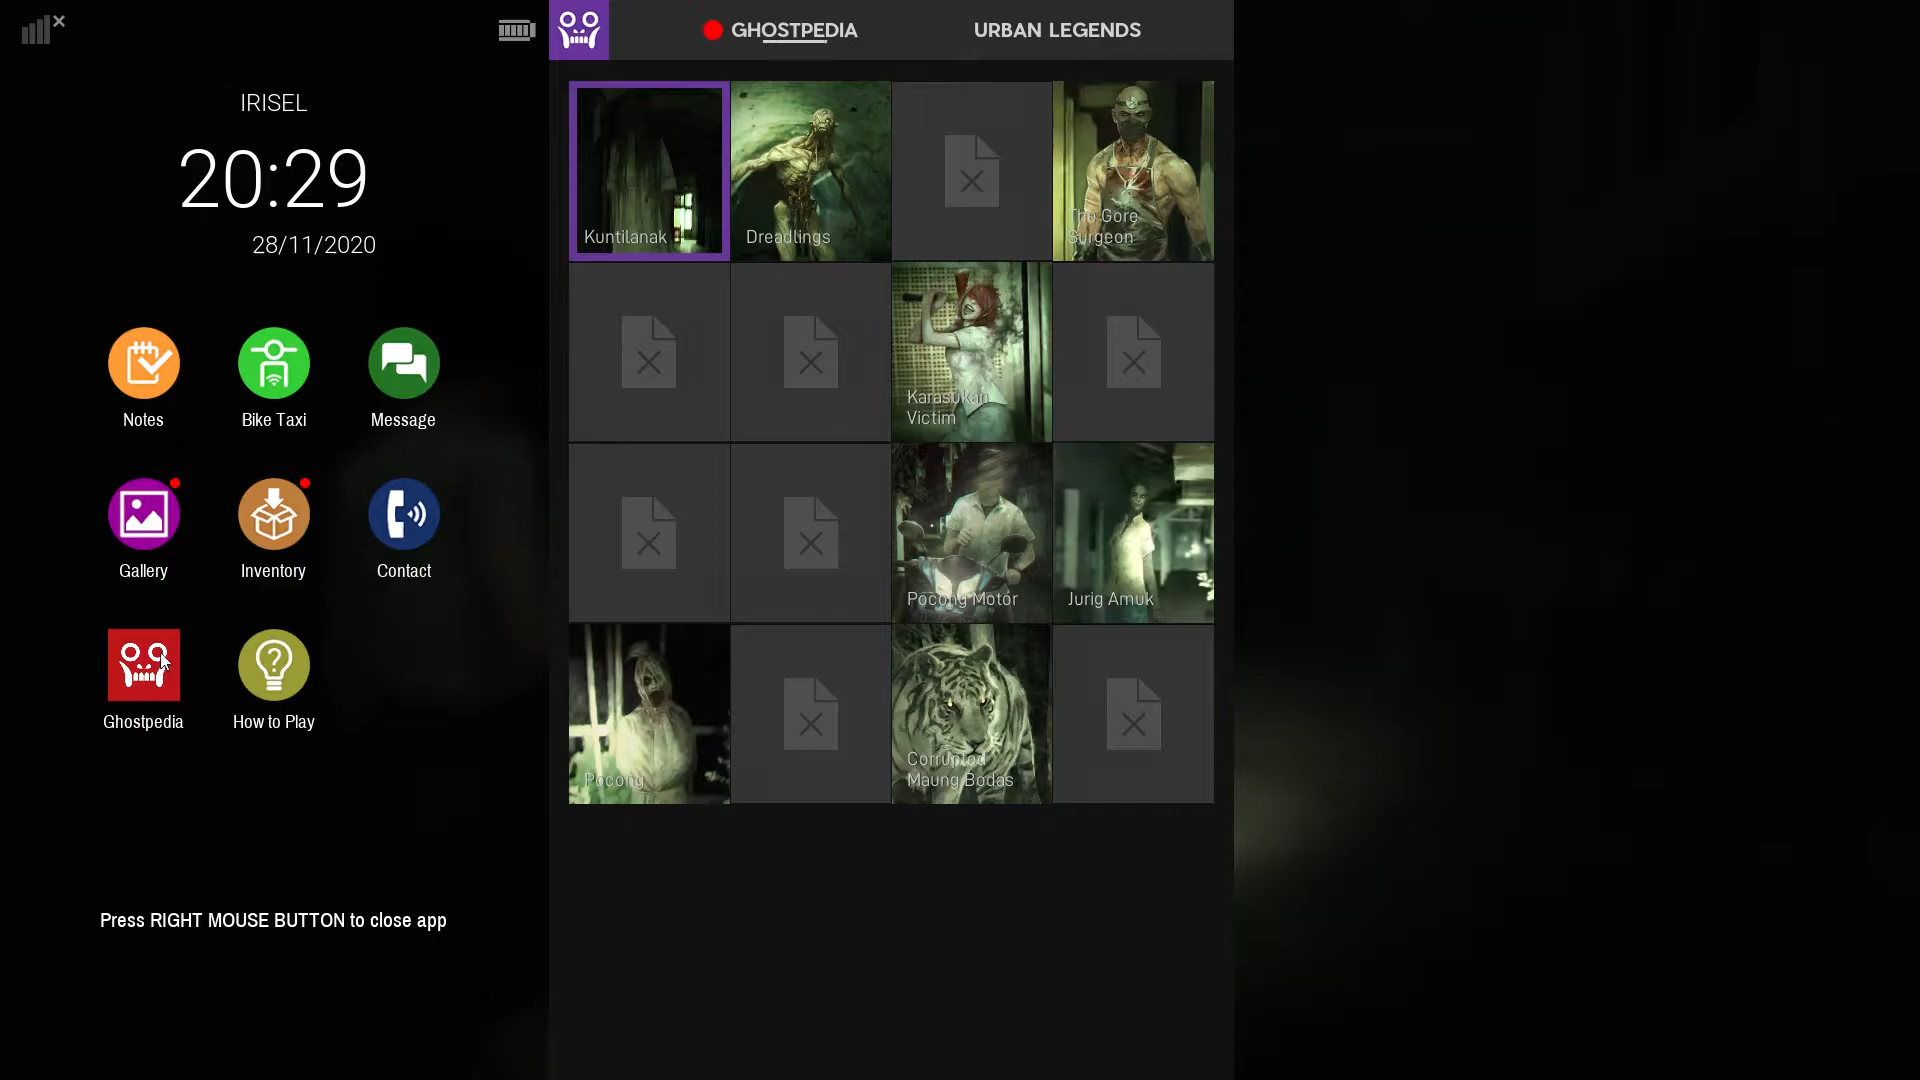 IRISEL
20:29
28/11/2020
Notes
Bike Taxi
Message
Gallery
Inventory
Contact
Ghostpedia
How to Play
Press RIGHT MOUSE BUTTON to close app
GHOSTPEDIA
URBAN LEGENDS
Kuntilanak
Dreadlings
The Gore
Surgeon
Karasukan
Victim
Pocong Motor
Jurig Amuk
Pocong
Corrupted
Maung Bodas